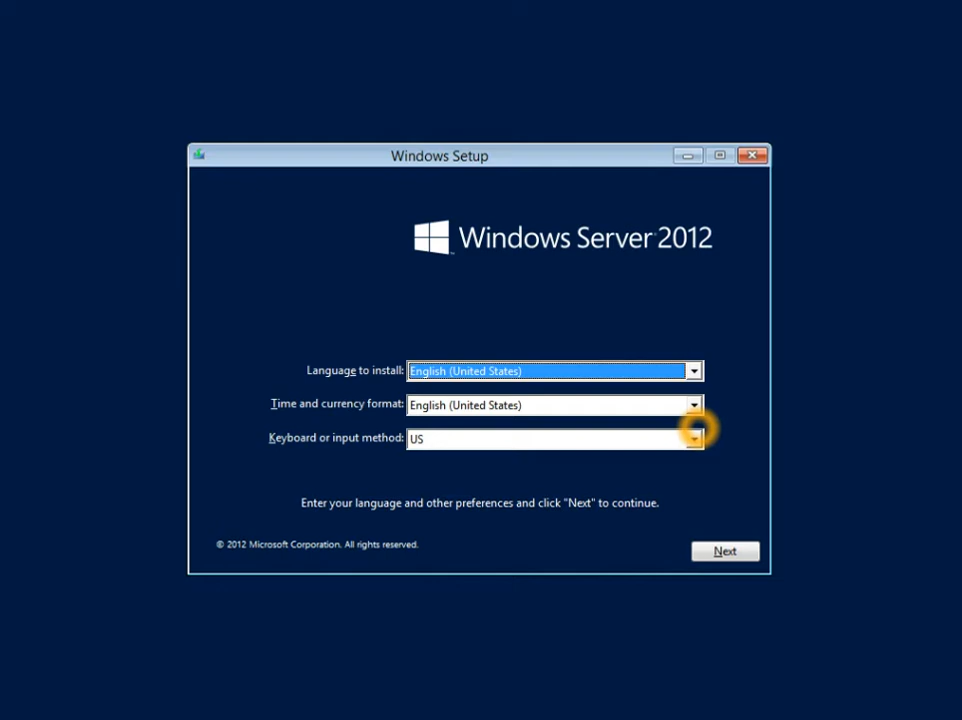 Windows Setup
Windows Server 2012
Language to install: English (United States)
Time and currency format: English (United States)
Keyboard or input method: US
Enter your language and other preferences and click "Next" to continue.
© 2012 Microsoft Corporation. All rights reserved.
Next